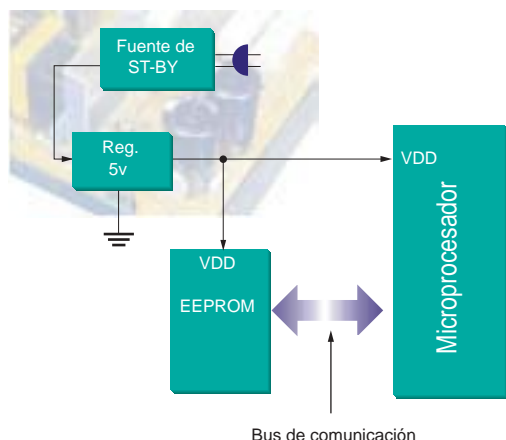 Fuente de
ST-BY
Reg.
5v
VDD
VDD
EEPROM
Microprocesador
Bus de comunicación